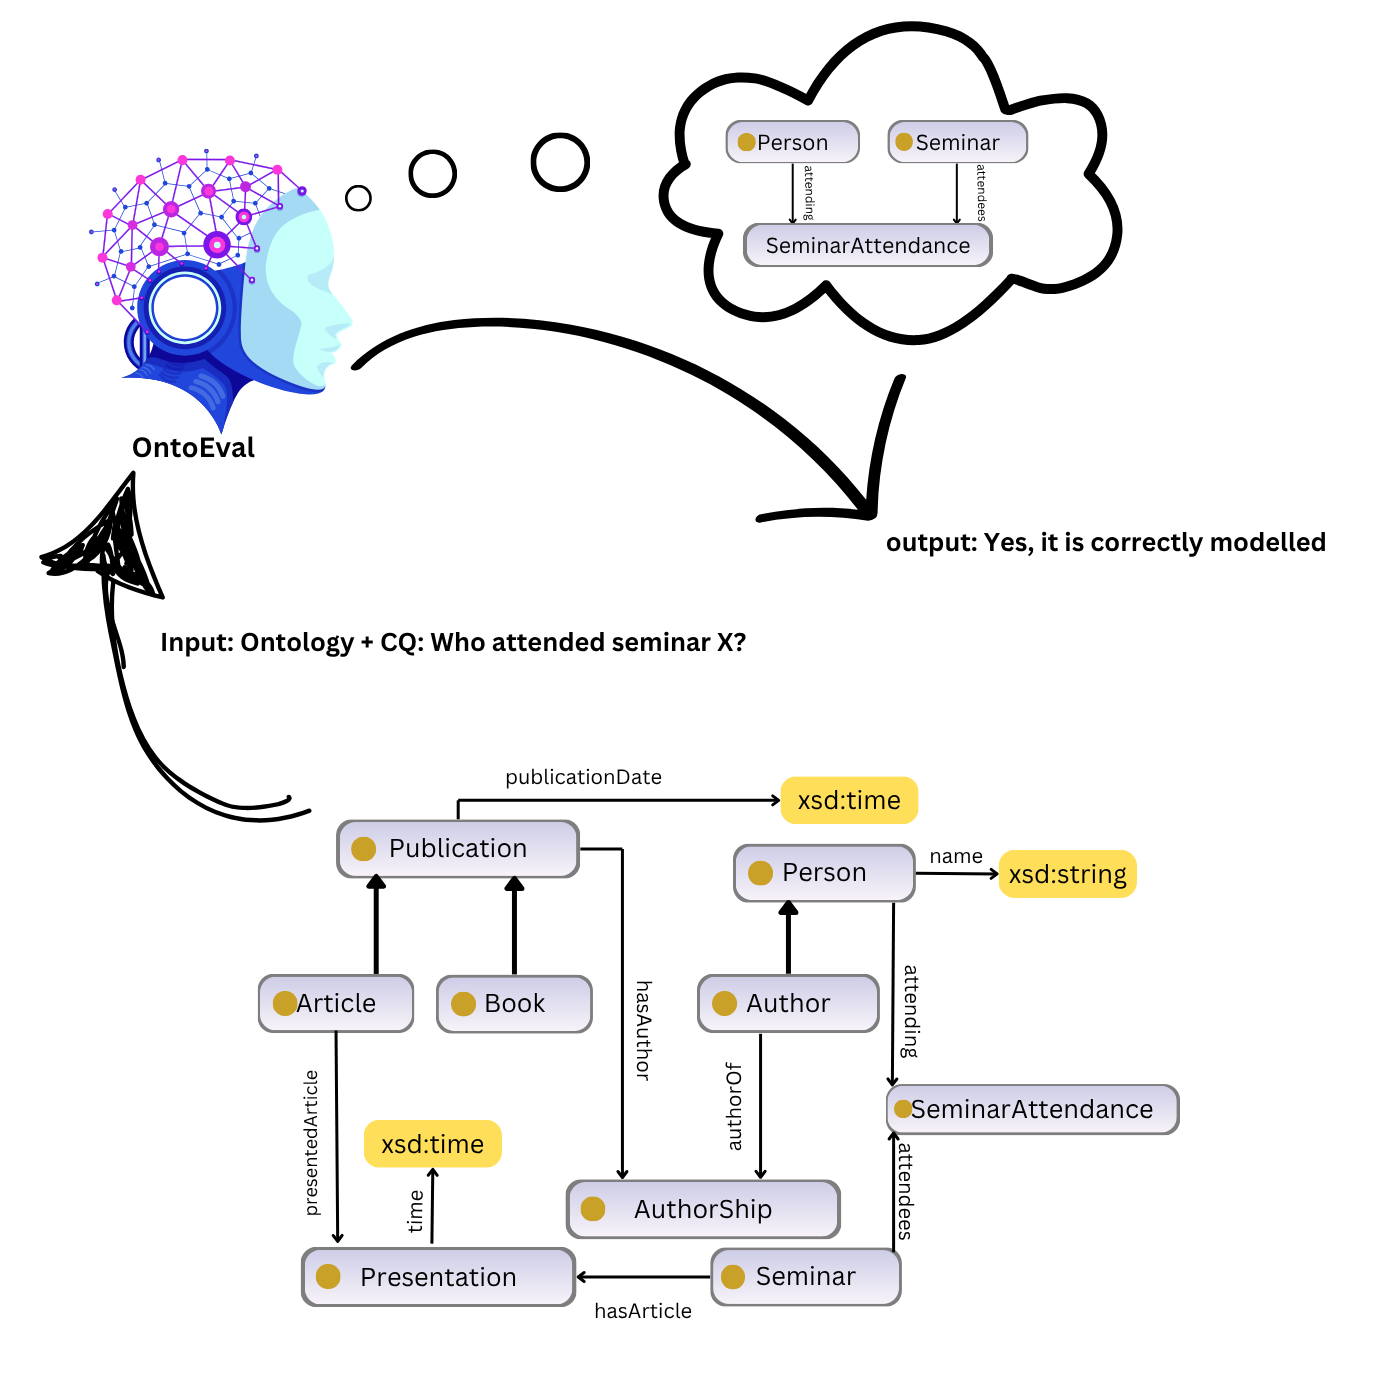 Person
Seminar
attending
attendees
SeminarAttendance
OntoEval
output: Yes, it is correctly modelled
Input: Ontology + CQ: Who attended seminar X?
publicationDate
xsd:time
Publication
Person
name
xsd:string
Article
Book
hasAuthor
Author
attending
presentedArticle
authorOf
SeminarAttendance
xsd:time
time
attendees
AuthorShip
Presentation
Seminar
hasArticle